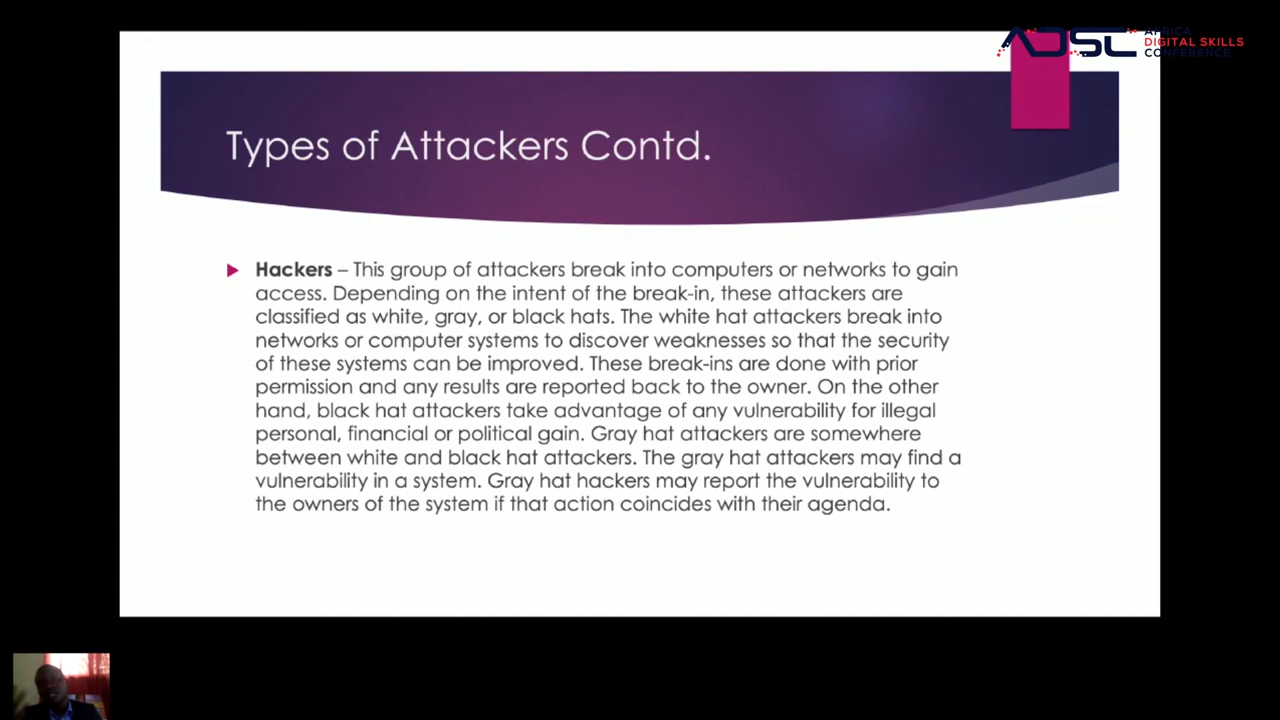 AFRICA
ADSC DIGITAL SKILLS
CONFERENCE
Types of Attackers Contd.
Hackers – This group of attackers break into computers or networks to gain
access. Depending on the intent of the break-in, these attackers are
classified as white, gray, or black hats. The white hat attackers break into
networks or computer systems to discover weaknesses so that the security
of these systems can be improved. These break-ins are done with prior
permission and any results are reported back to the owner. On the other
hand, black hat attackers take advantage of any vulnerability for illegal
personal, financial or political gain. Gray hat attackers are somewhere
between white and black hat attackers. The gray hat attackers may find a
vulnerability in a system. Gray hat hackers may report the vulnerability to
the owners of the system if that action coincides with their agenda.